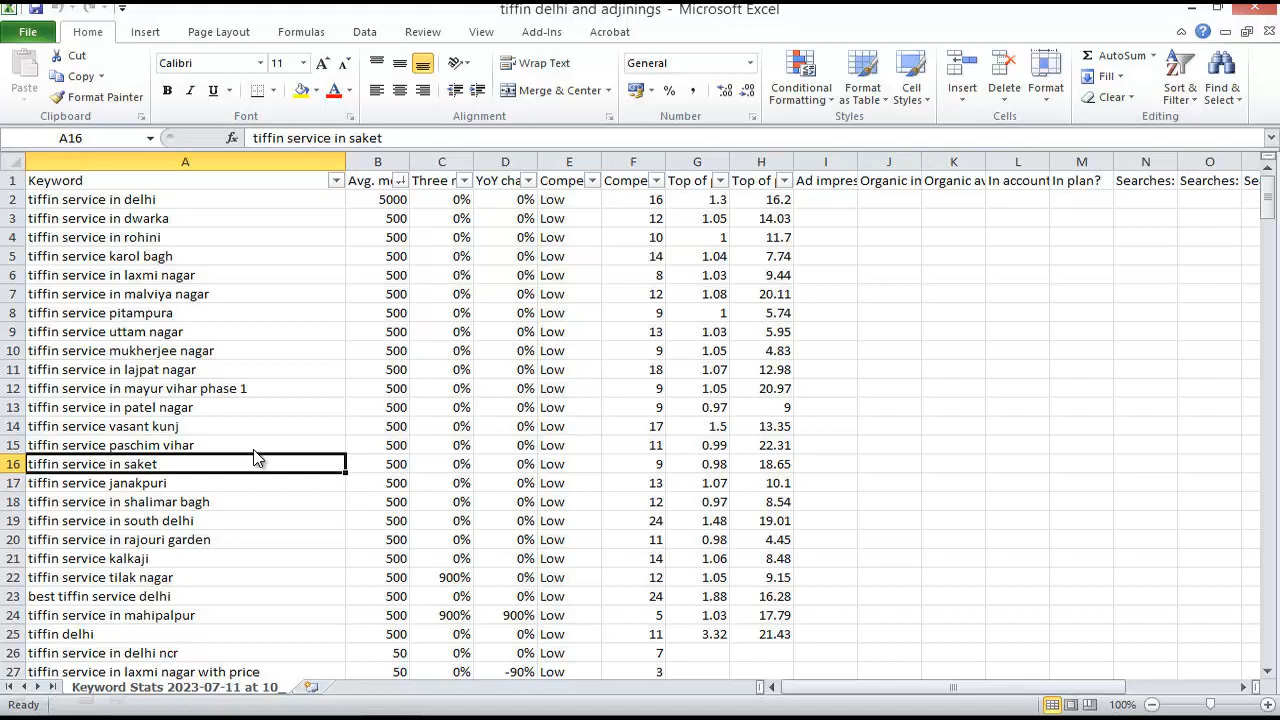 tiffin delhi and adjinings - Microsoft Excel
File Home Insert Page Layout Formulas Data Review View Add-Ins Acrobat
Cut Calibri 11 Wrap Text General AutoSum
Copy Fill
Paste Format Painter B I U A Merge & Center % , Conditional Formatting Format as Table Cell Styles Insert Delete Format Clear Sort & Filter Find & Select
Clipboard Font Alignment Number Styles Cells Editing
A16 fx tiffin service in saket
A B C D E F G H I J K L M N O
1 Keyword Avg. m Three r YoY cha Compe Compe Top of Top of Ad impres Organic in Organic av In account In plan? Searches: Searches: Se
2 tiffin service in delhi 5000 0% 0% Low 16 1.3 16.2
3 tiffin service in dwarka 500 0% 0% Low 12 1.05 14.03
4 tiffin service in rohini 500 0% 0% Low 10 1 11.7
5 tiffin service karol bagh 500 0% 0% Low 14 1.04 7.74
6 tiffin service in laxmi nagar 500 0% 0% Low 8 1.03 9.44
7 tiffin service in malviya nagar 500 0% 0% Low 12 1.08 20.11
8 tiffin service pitampura 500 0% 0% Low 9 1 5.74
9 tiffin service uttam nagar 500 0% 0% Low 13 1.03 5.95
10 tiffin service mukherjee nagar 500 0% 0% Low 9 1.05 4.83
11 tiffin service in lajpat nagar 500 0% 0% Low 18 1.07 12.98
12 tiffin service in mayur vihar phase 1 500 0% 0% Low 9 1.05 20.97
13 tiffin service in patel nagar 500 0% 0% Low 9 0.97 9
14 tiffin service vasant kunj 500 0% 0% Low 17 1.5 13.35
15 tiffin service paschim vihar 500 0% 0% Low 11 0.99 22.31
16 tiffin service in saket 500 0% 0% Low 9 0.98 18.65
17 tiffin service janakpuri 500 0% 0% Low 13 1.07 10.1
18 tiffin service in shalimar bagh 500 0% 0% Low 12 0.97 8.54
19 tiffin service in south delhi 500 0% 0% Low 24 1.48 19.01
20 tiffin service in rajouri garden 500 0% 0% Low 11 0.98 4.45
21 tiffin service kalkaji 500 0% 0% Low 14 1.06 8.48
22 tiffin service tilak nagar 500 900% 0% Low 12 1.05 9.15
23 best tiffin service delhi 500 0% 0% Low 24 1.88 16.28
24 tiffin service in mahipalpur 500 900% 900% Low 5 1.03 17.79
25 tiffin delhi 500 0% 0% Low 11 3.32 21.43
26 tiffin service in delhi ncr 50 0% 0% Low 7
27 tiffin service in laxmi nagar with price 50 0% -90% Low 3
Keyword Stats 2023-07-11 at 10_
Ready 100%